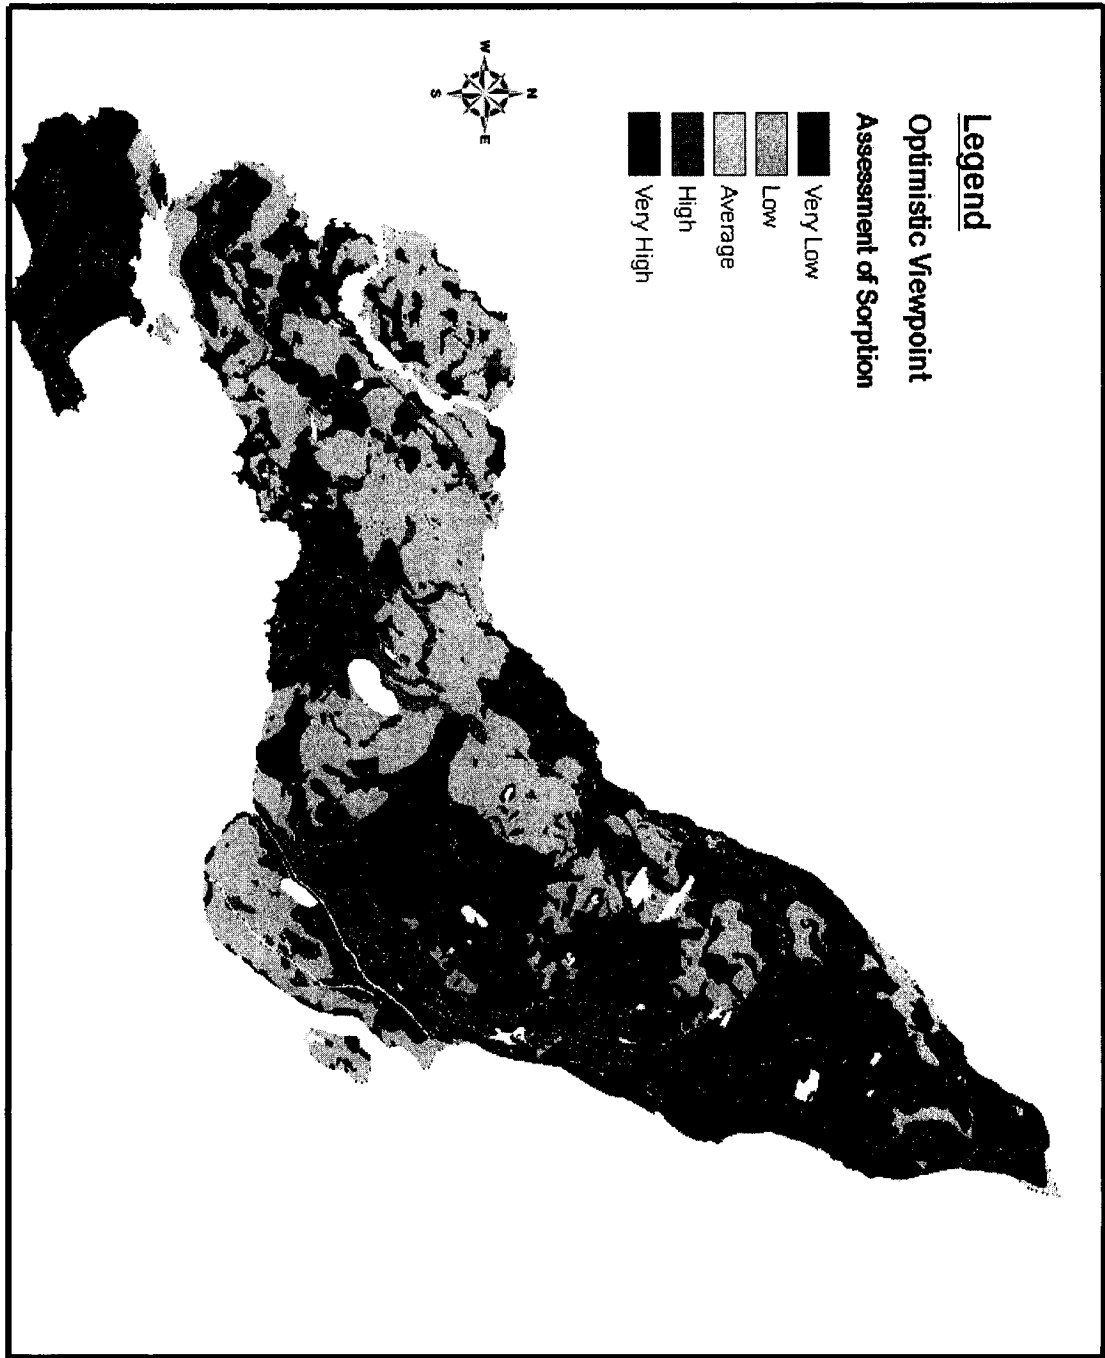 Legend
Optimistic Viewpoint
Assessment of Sorption
Very Low
Low
Average
High
Very High
N
W
E
S